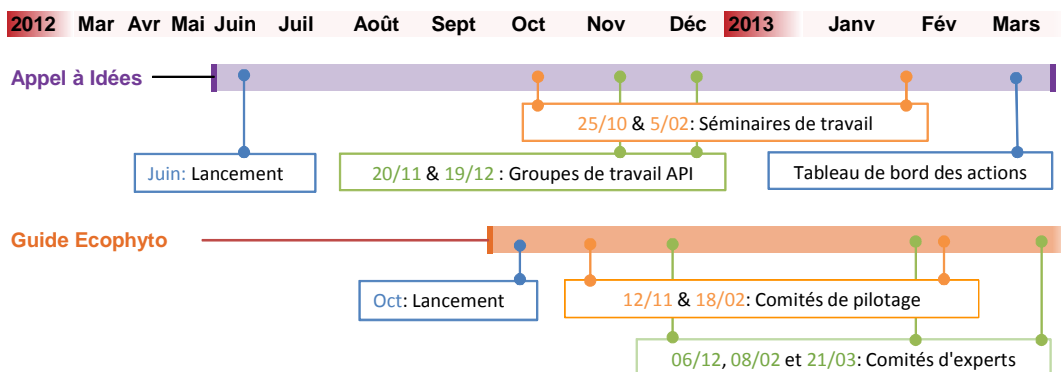 2012 Mar Avr Mai Juin Juil Août Sept Oct Nov Déc 2013 Janv Fév Mars
Appel à Idées
25/10 & 5/02: Séminaires de travail
Juin: Lancement
20/11 & 19/12 : Groupes de travail API
Tableau de bord des actions
Guide Ecophyto
Oct: Lancement
12/11 & 18/02: Comités de pilotage
06/12, 08/02 et 21/03: Comités d'experts